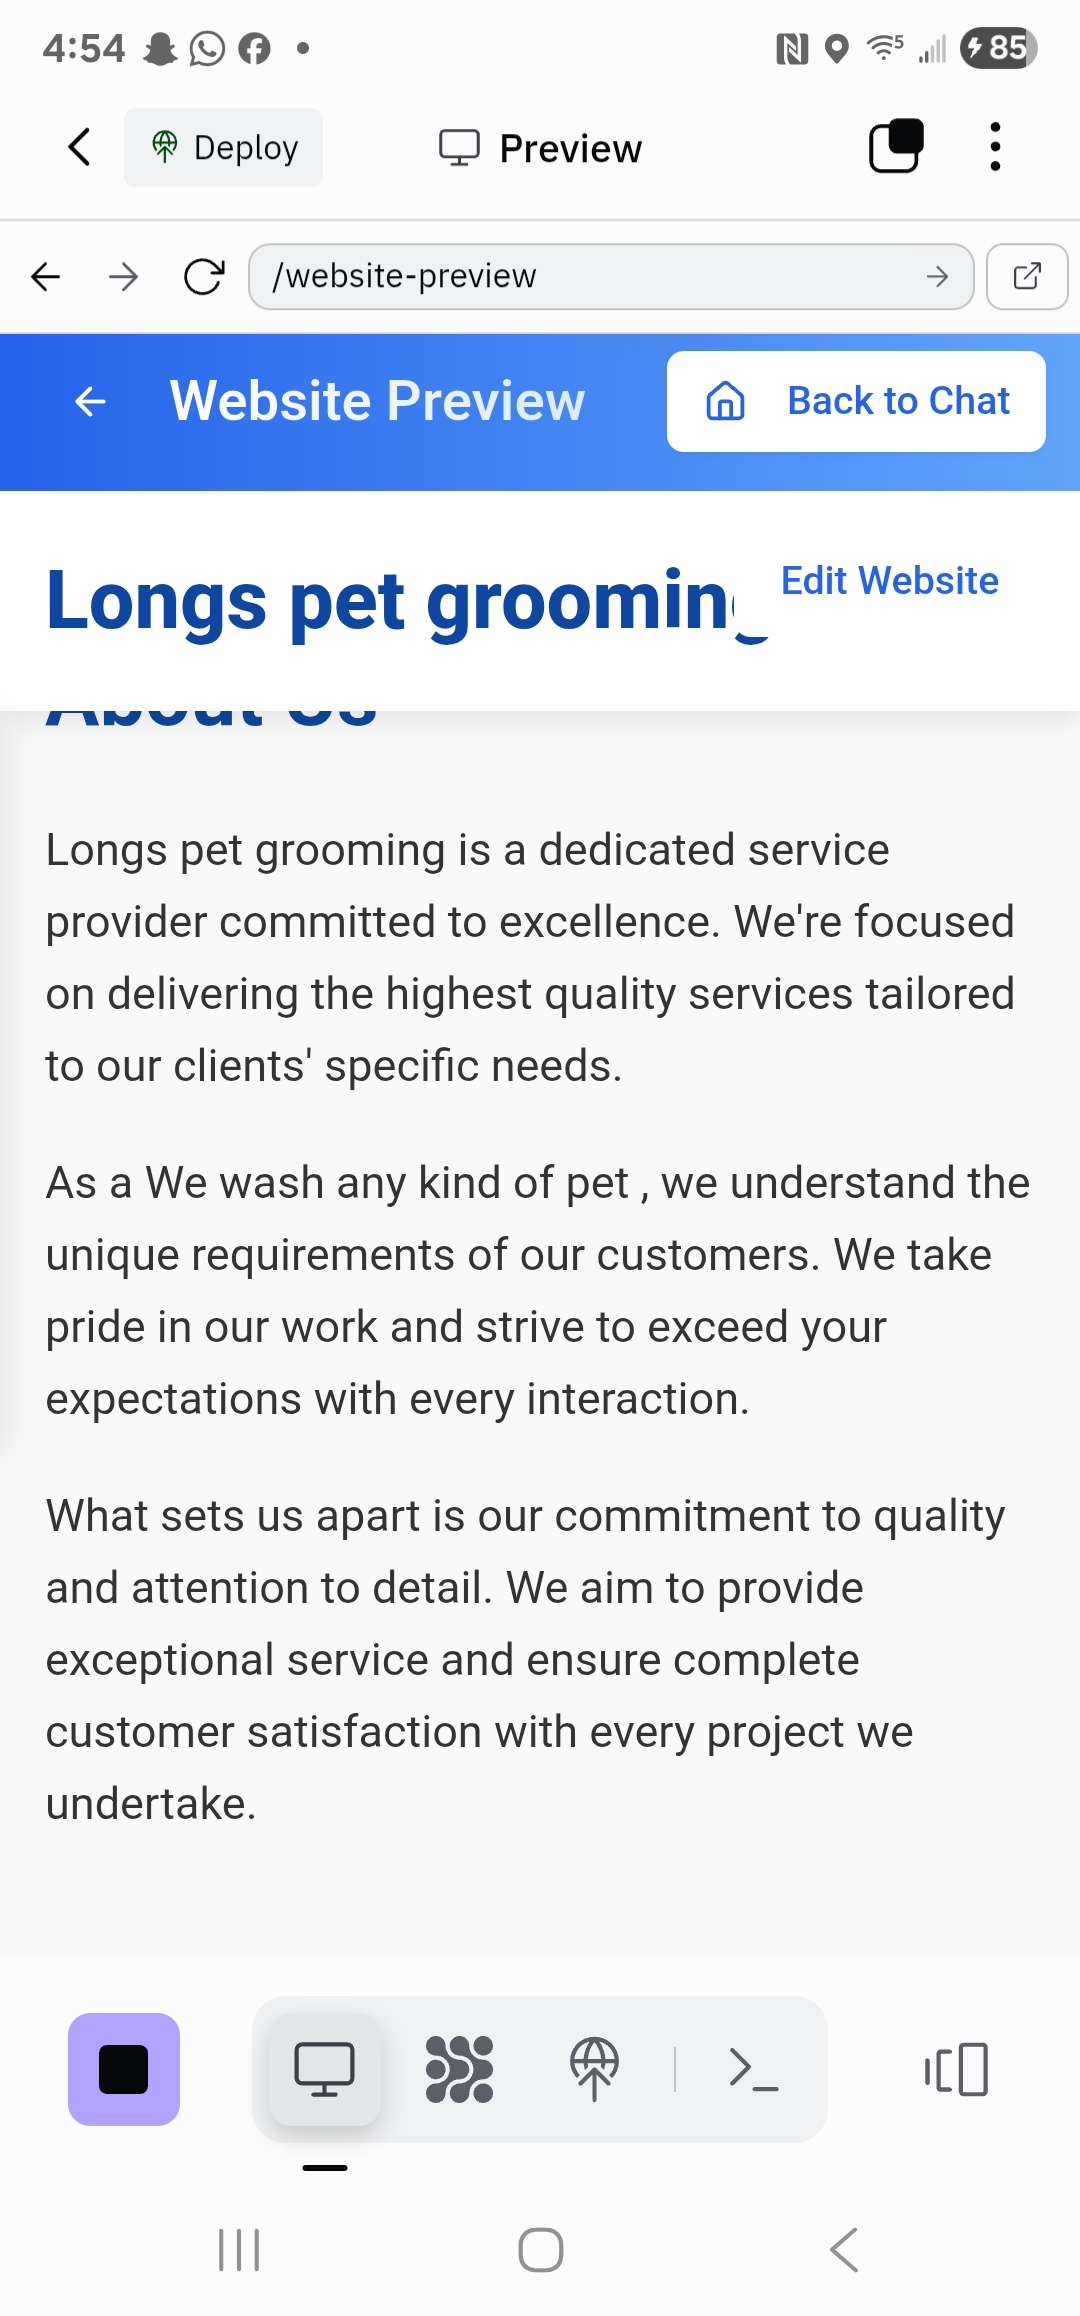 4:54
5
85
Deploy
Preview
/website-preview
Website Preview
Back to Chat
Longs pet grooming
Edit Website
About Us
Longs pet grooming is a dedicated service
provider committed to excellence. We're focused
on delivering the highest quality services tailored
to our clients' specific needs.
As a We wash any kind of pet , we understand the
unique requirements of our customers. We take
pride in our work and strive to exceed your
expectations with every interaction.
What sets us apart is our commitment to quality
and attention to detail. We aim to provide
exceptional service and ensure complete
customer satisfaction with every project we
undertake.